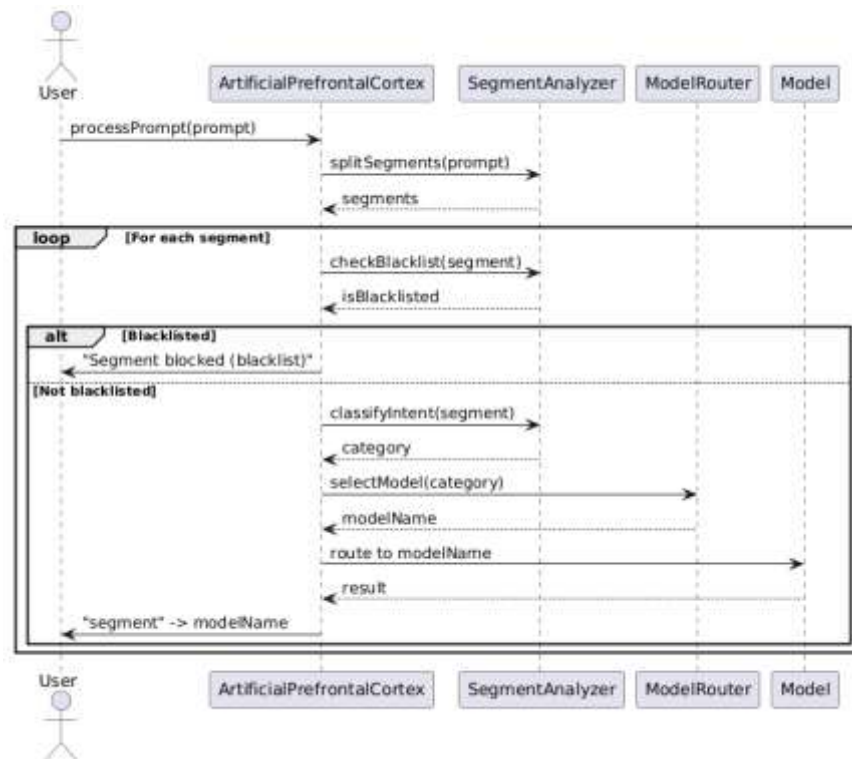 User
ArtificialPrefrontalCortex
SegmentAnalyzer
ModelRouter
Model
processPrompt(prompt)
splitSegments(prompt)
segments
loop
[For each segment]
checkBlacklist(segment)
isBlacklisted
alt
[Blacklisted]
"Segment blocked (blacklist)"
[Not blacklisted]
classifyIntent(segment)
category
selectModel(category)
modelName
route to modelName
result
"segment" -> modelName
User
ArtificialPrefrontalCortex
SegmentAnalyzer
ModelRouter
Model